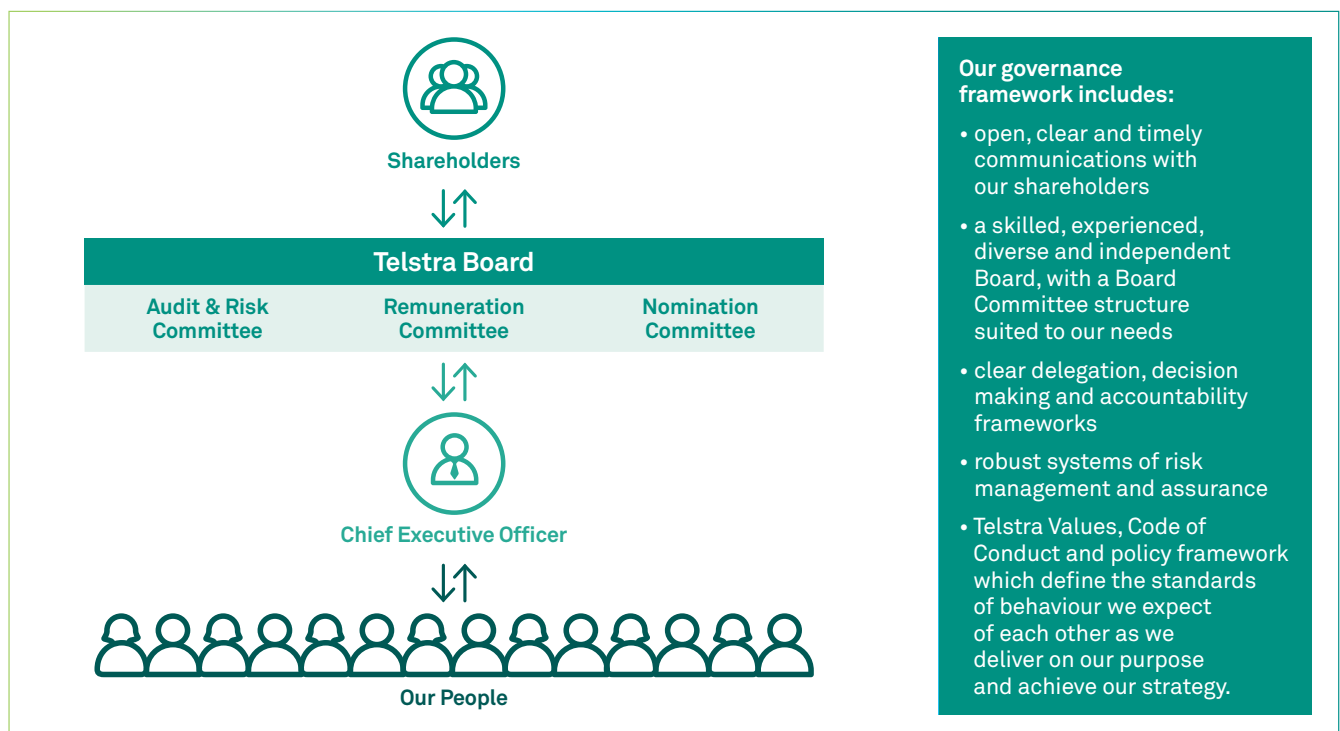 Shareholders
Telstra Board
Audit & Risk
Committee
Remuneration
Committee
Nomination
Committee
Chief Executive Officer
Our People
Our governance
framework includes:
• open, clear and timely
communications with
our shareholders
• a skilled, experienced,
diverse and independent
Board, with a Board
Committee structure
suited to our needs
• clear delegation, decision
making and accountability
frameworks
• robust systems of risk
management and assurance
• Telstra Values, Code of
Conduct and policy framework
which define the standards
of behaviour we expect
of each other as we
deliver on our purpose
and achieve our strategy.